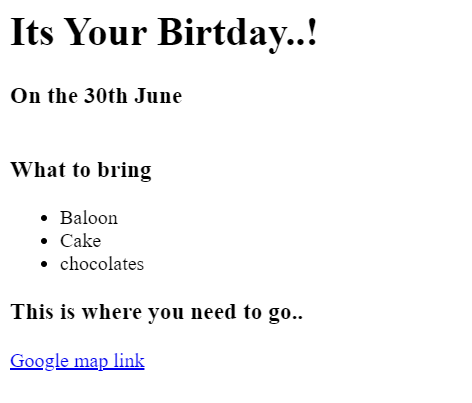 Its Your Birtday..!
On the 30th June
What to bring
Baloon
Cake
chocolates
This is where you need to go..
Google map link